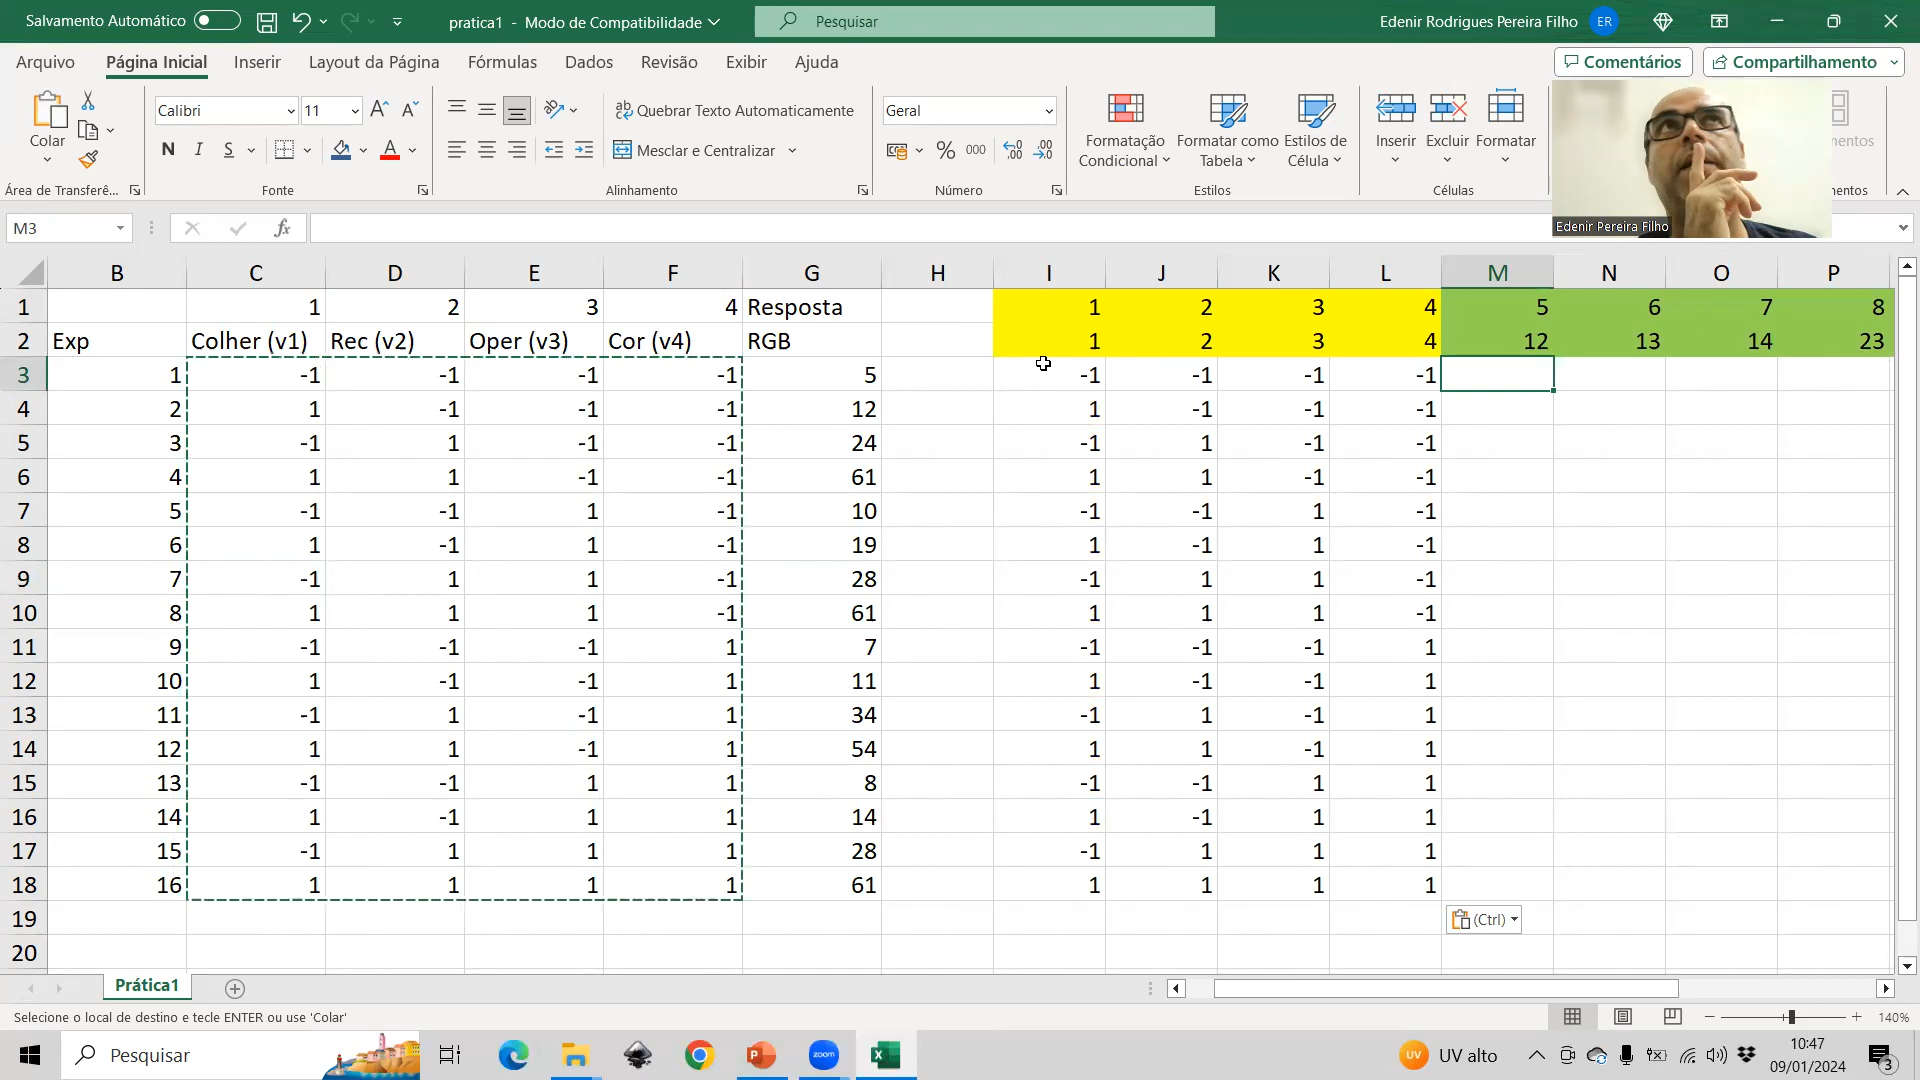 Salvamento Automático
pratica1 - Modo de Compatibilidade
Pesquisar
Edenir Rodrigues Pereira Filho
ER
Arquivo
Página Inicial
Inserir
Layout da Página
Fórmulas
Dados
Revisão
Exibir
Ajuda
Comentários
Compartilhamento
Colar
Calibri
11
N I S
A
Quebrar Texto Automaticamente
Mesclar e Centralizar
Geral
% 000
Formatação Condicional
Formatar como Tabela
Estilos de Célula
Inserir
Excluir
Formatar
Área de Transferê...
Fonte
Alinhamento
Número
Estilos
Células
Edenir Pereira Filho
M3
fx
B C D E F G H I J K L M N O P
1 1 2 3 4 Resposta 1 2 3 4 5 6 7 8
2 Exp Colher (v1) Rec (v2) Oper (v3) Cor (v4) RGB 1 2 3 4 12 13 14 23
3 1 -1 -1 -1 -1 5 -1 -1 -1 -1
4 2 1 -1 -1 -1 12 1 -1 -1 -1
5 3 -1 1 -1 -1 24 -1 1 -1 -1
6 4 1 1 -1 -1 61 1 1 -1 -1
7 5 -1 -1 1 -1 10 -1 -1 1 -1
8 6 1 -1 1 -1 19 1 -1 1 -1
9 7 -1 1 1 -1 28 -1 1 1 -1
10 8 1 1 1 -1 61 1 1 1 -1
11 9 -1 -1 -1 1 7 -1 -1 -1 1
12 10 1 -1 -1 1 11 1 -1 -1 1
13 11 -1 1 -1 1 34 -1 1 -1 1
14 12 1 1 -1 1 54 1 1 -1 1
15 13 -1 -1 1 1 8 -1 -1 1 1
16 14 1 -1 1 1 14 1 -1 1 1
17 15 -1 1 1 1 28 -1 1 1 1
18 16 1 1 1 1 61 1 1 1 1
19
(Ctrl)
20
Prática1
Selecione o local de destino e tecle ENTER ou use 'Colar'
140%
Pesquisar
zoom
UV
UV alto
10:47
09/01/2024
3